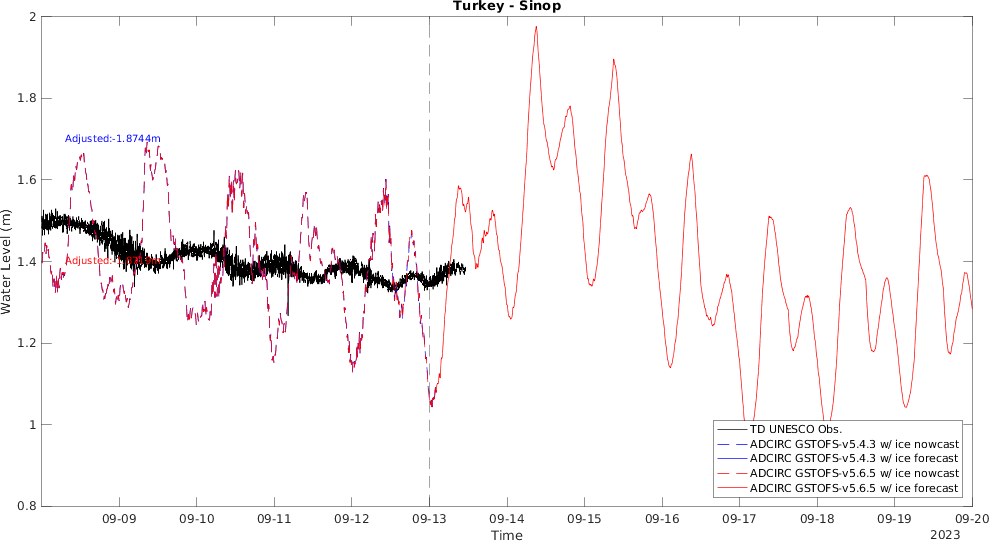 Turkey - Sinop
Water Level (m)
2
1.8
1.6
1.4
1.2
1
0.8
Adjusted:-1.8744m
Adjusted:-1
TD UNESCO Obs.
ADCIRC GSTOFS-v5.4.3 w/ ice nowcast
ADCIRC GSTOFS-v5.4.3 w/ ice forecast
ADCIRC GSTOFS-v5.6.5 w/ ice nowcast
ADCIRC GSTOFS-v5.6.5 w/ ice forecast
09-09 09-10 09-11 09-12 09-13 09-14 09-15 09-16 09-17 09-18 09-19 09-20
Time
2023